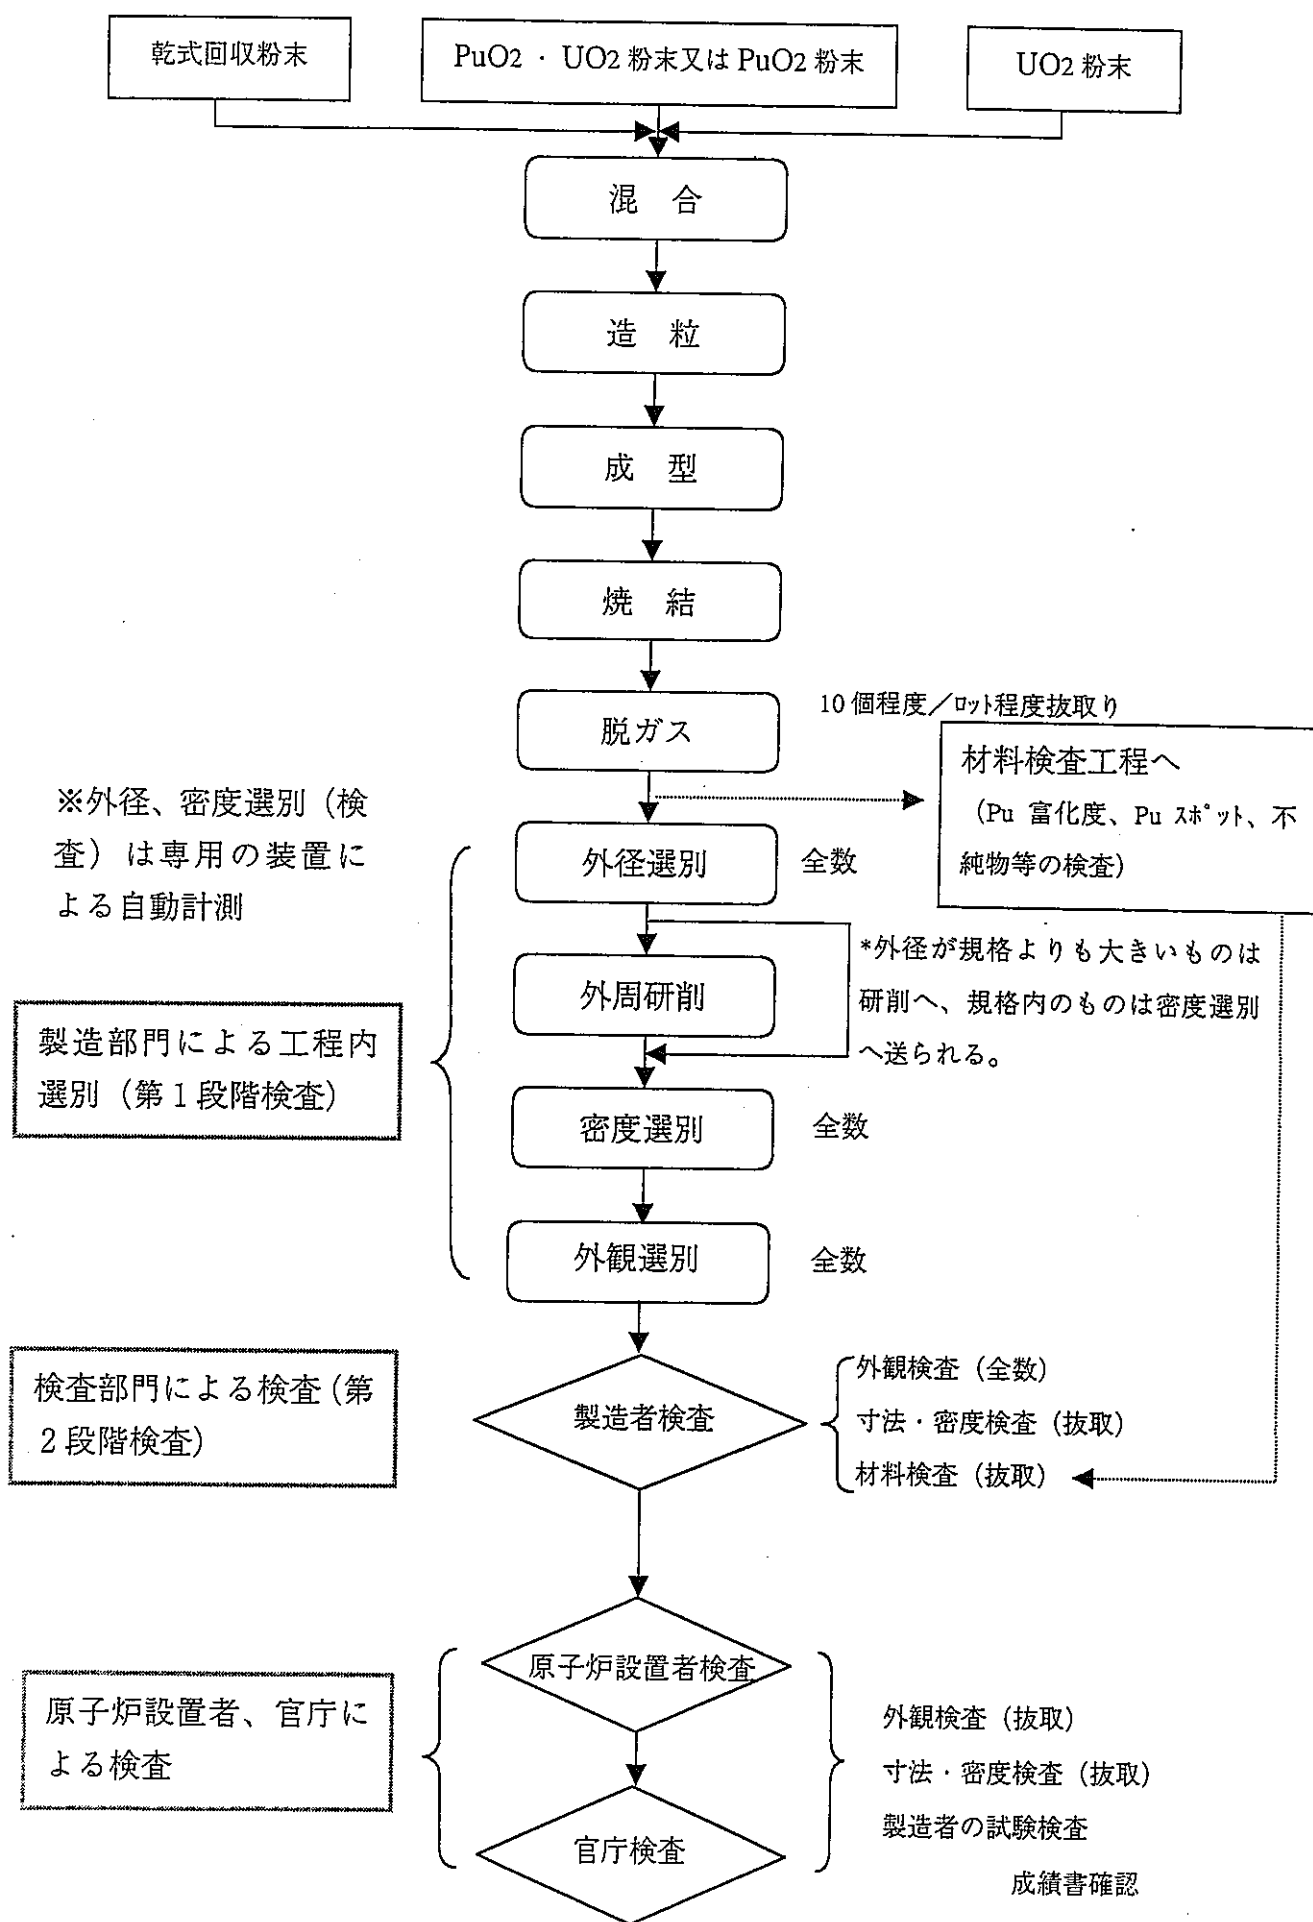 乾式回収粉末
PuO2 ・ UO2 粉末又は PuO2 粉末
UO2 粉末
混 合
造 粒
成 型
焼 結
脱ガス
10 個程度／ﾛｯﾄ程度抜取り
材料検査工程へ
（Pu 富化度、Pu ｽﾎﾟｯﾄ、不
純物等の検査）
※外径、密度選別（検
査）は専用の装置に
よる自動計測
外径選別
全数
*外径が規格よりも大きいものは
研削へ、規格内のものは密度選別
へ送られる。
外周研削
製造部門による工程内
選別（第１段階検査）
密度選別
全数
外観選別
全数
検査部門による検査（第
２段階検査）
製造者検査
外観検査（全数）
寸法・密度検査（抜取）
材料検査（抜取）
原子炉設置者検査
原子炉設置者、官庁に
よる検査
外観検査（抜取）
寸法・密度検査（抜取）
製造者の試験検査
成績書確認
官庁検査